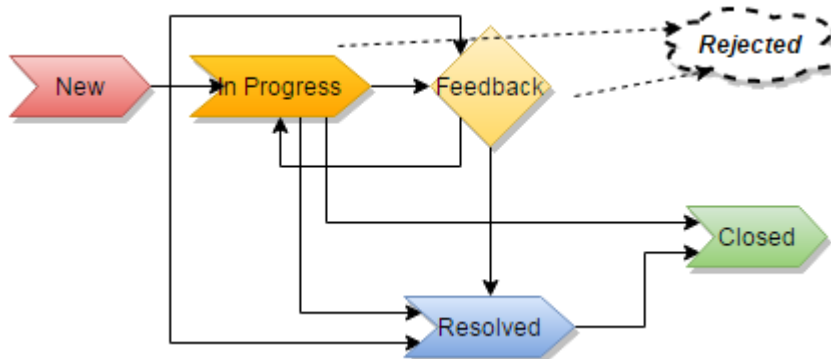 New
In Progress
Feedback
Rejected
Closed
Resolved